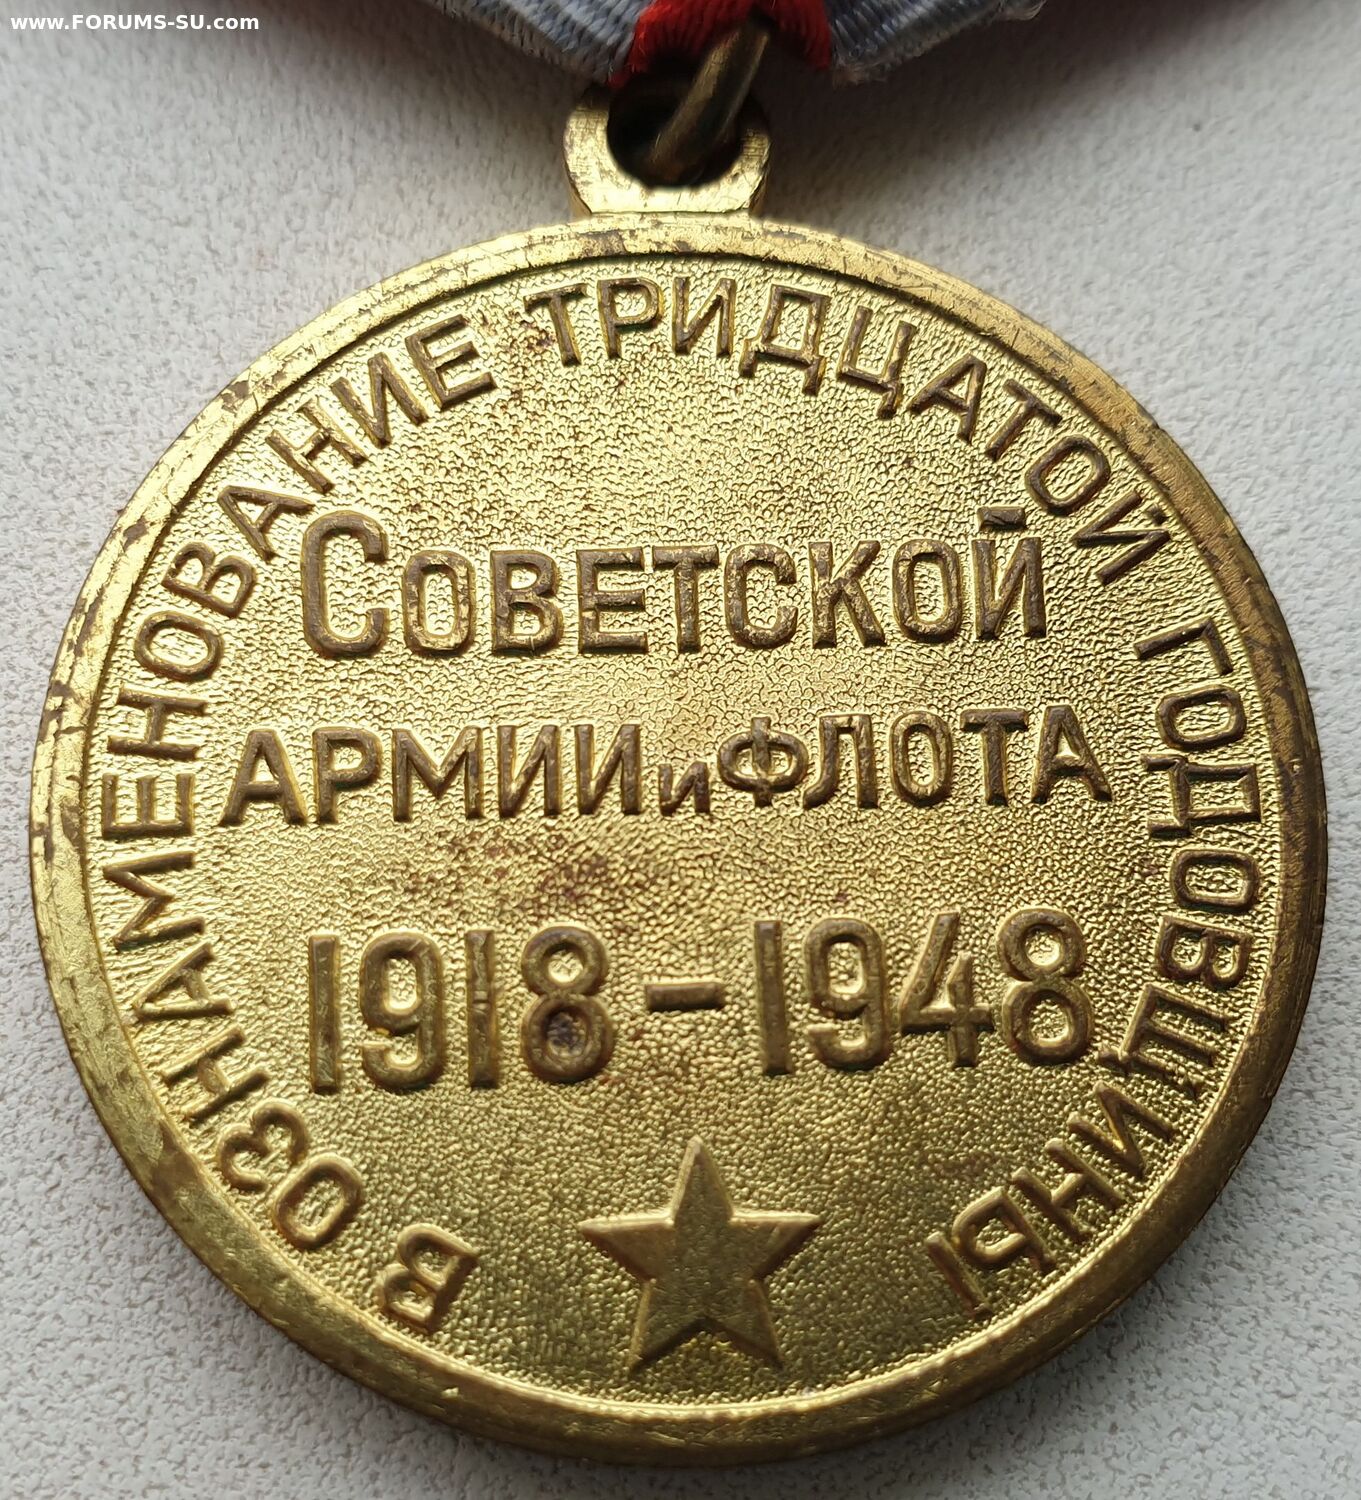 www.FORUMS-SU.com
В ОЗНАМЕНОВАНИЕ ТРИДЦАТОЙ ГОДОВЩИНЫ
СОВЕТСКОЙ
АРМИИ и ФЛОТА
1918-1948